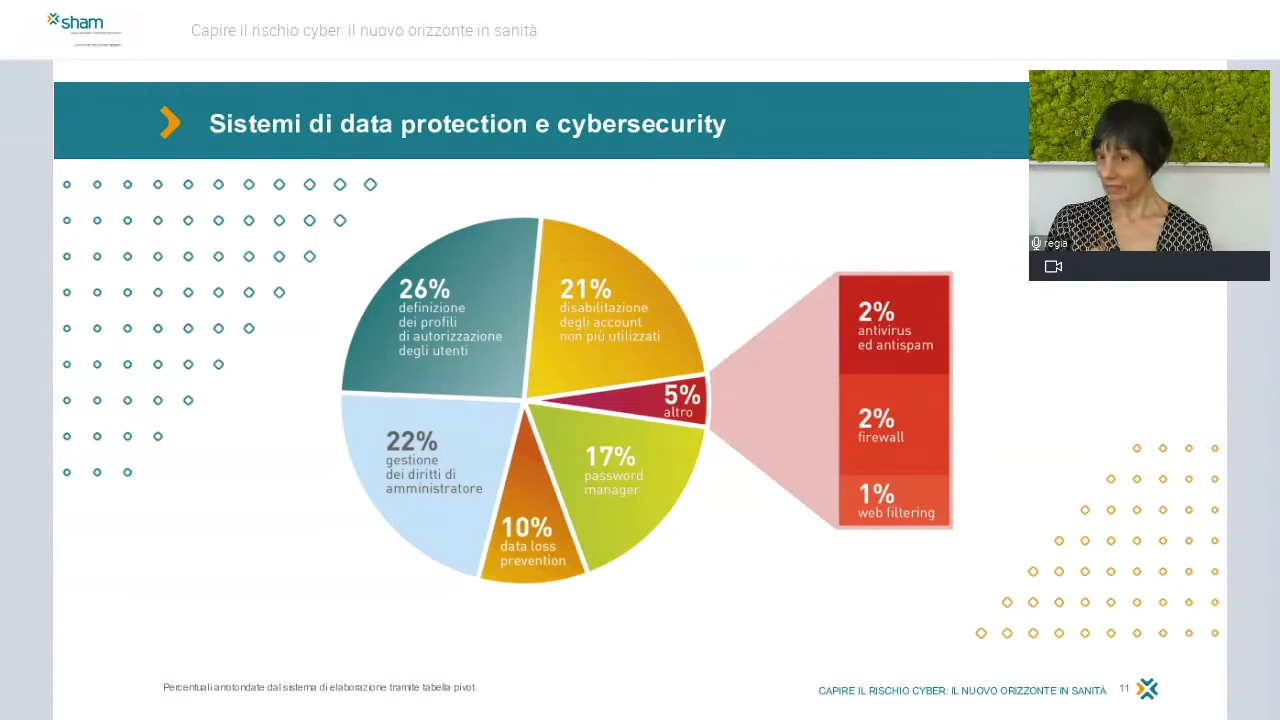 sham
Capire il rischio cyber: il nuovo orizzonte in sanità
Sistemi di data protection e cybersecurity
regia
26%
definizione
dei profili
di autorizzazione
degli utenti
21%
disabilitazione
degli account
non più utilizzati
5%
altro
2%
antivirus
ed antispam
2%
firewall
1%
web filtering
22%
gestione
dei diritti di
amministratore
17%
password
manager
10%
data loss
prevention
Percentuali arrotondate dal sistema di elaborazione tramite tabella pivot.
CAPIRE IL RISCHIO CYBER: IL NUOVO ORIZZONTE IN SANITÀ
11